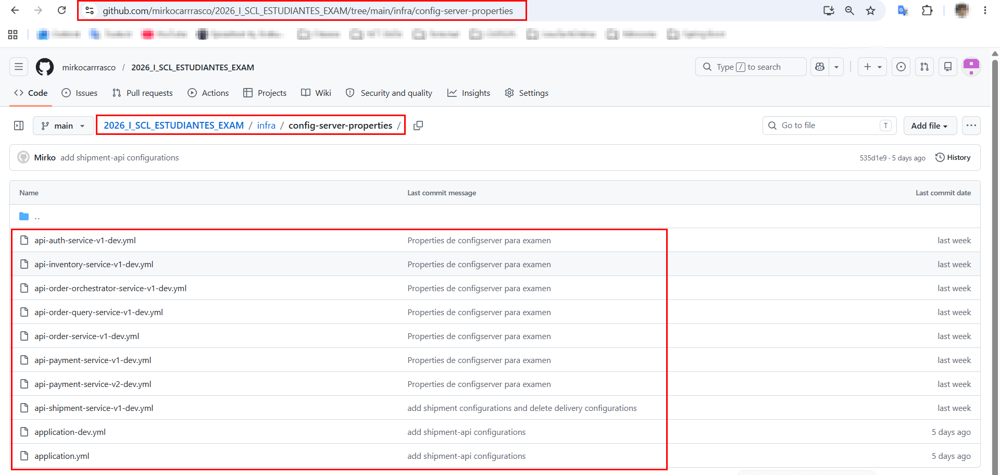 github.com/mirkocarrrasco/2026_I_SCL_ESTUDIANTES_EXAM/tree/main/infra/config-server-properties
mirkocarrrasco / 2026_I_SCL_ESTUDIANTES_EXAM
Type / to search
Code Issues Pull requests Actions Projects Wiki Security and quality Insights Settings
main 2026_I_SCL_ESTUDIANTES_EXAM / infra / config-server-properties /
Go to file T Add file
Mirko add shipment-api configurations 535d1e9 · 5 days ago History
Name Last commit message Last commit date
..
api-auth-service-v1-dev.yml Properties de configserver para examen last week
api-inventory-service-v1-dev.yml Properties de configserver para examen last week
api-order-orchestrator-service-v1-dev.yml Properties de configserver para examen last week
api-order-query-service-v1-dev.yml Properties de configserver para examen last week
api-order-service-v1-dev.yml Properties de configserver para examen last week
api-payment-service-v1-dev.yml Properties de configserver para examen last week
api-payment-service-v2-dev.yml Properties de configserver para examen last week
api-shipment-service-v1-dev.yml add shipment configurations and delete delivery configurations last week
application-dev.yml add shipment-api configurations 5 days ago
application.yml add shipment-api configurations 5 days ago